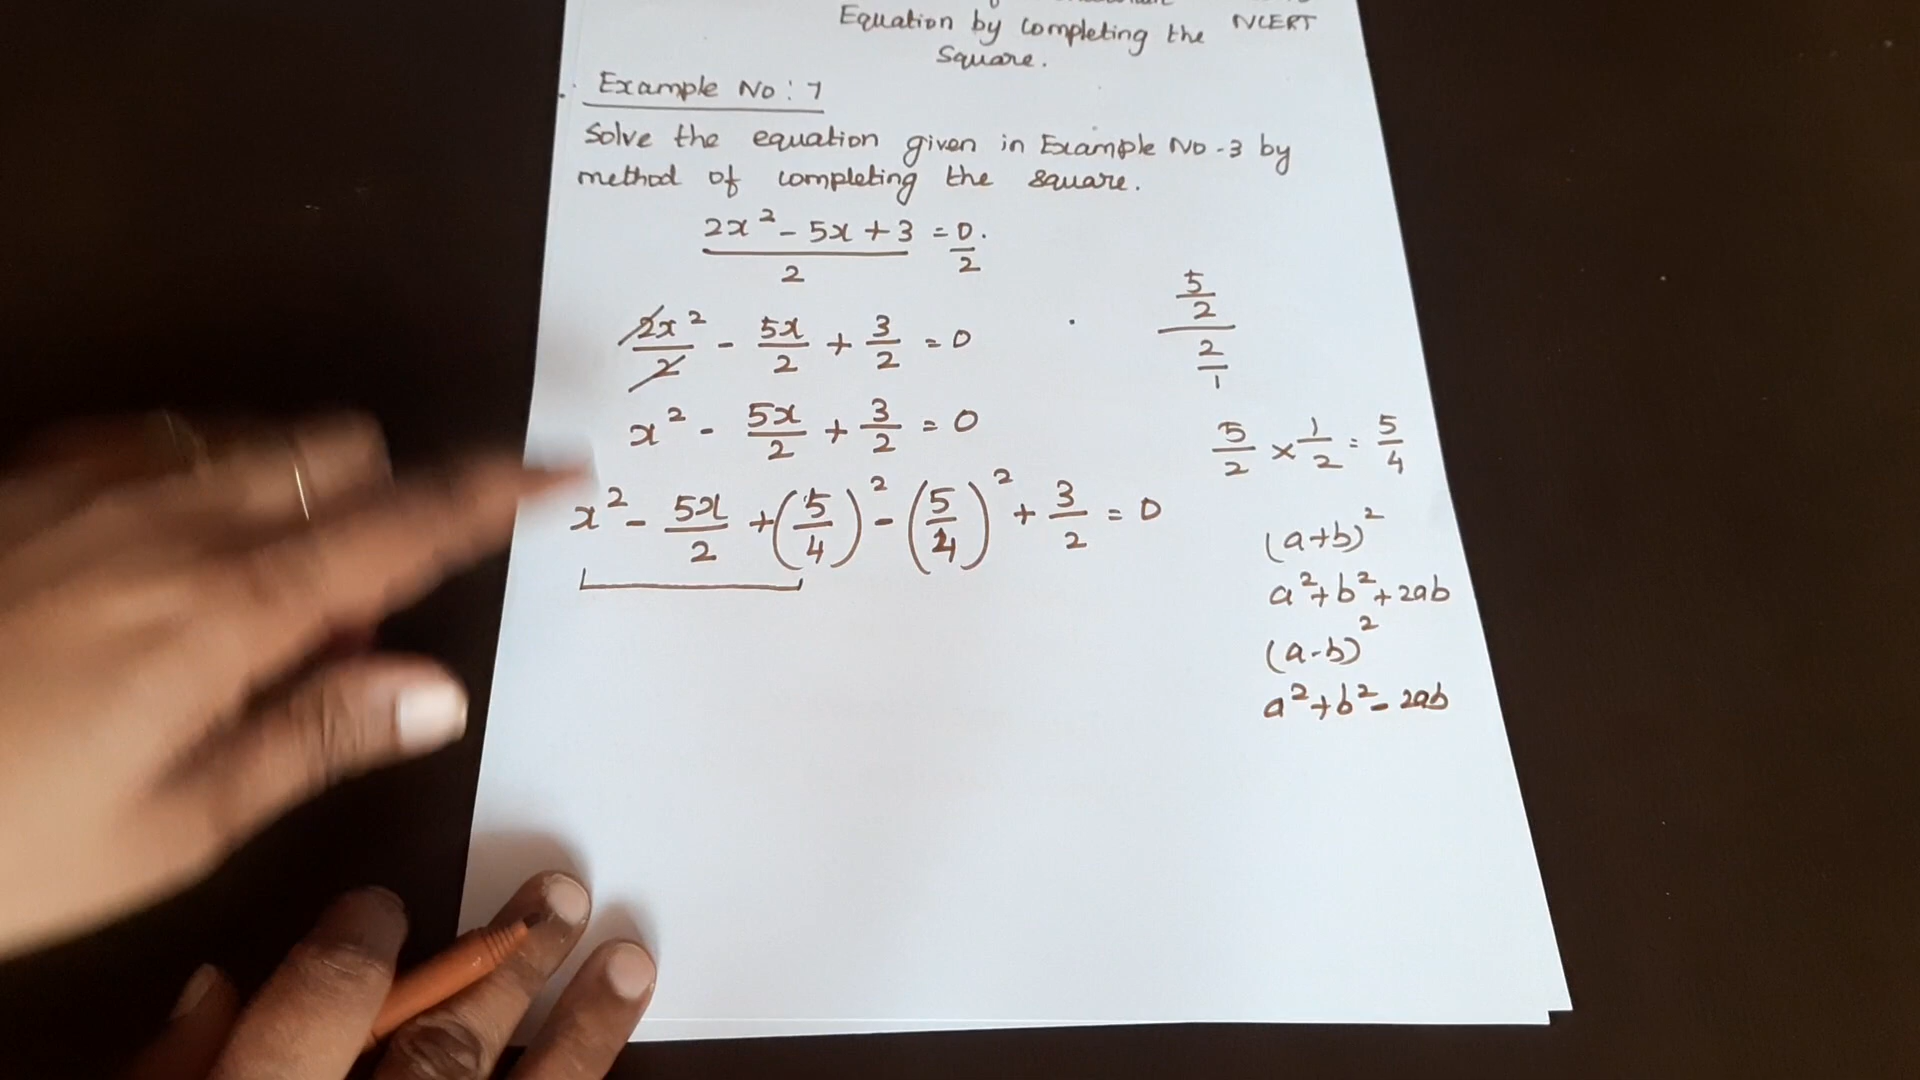 Equation by completing the NCERT
Square.
Example No: 7
Solve the equation given in Example No-3 by
method of completing the square.
2x² - 5x + 3 = 0.
2 2
2x²/2 - 5x/2 + 3/2 = 0
x² - 5x/2 + 3/2 = 0
x² - 5x/2 + (5/4)² - (5/4)² + 3/2 = 0
5/2
2/1
5/2 × 1/2 = 5/4
(a+b)²
a²+b²+2ab
(a-b)²
a²+b²-2ab